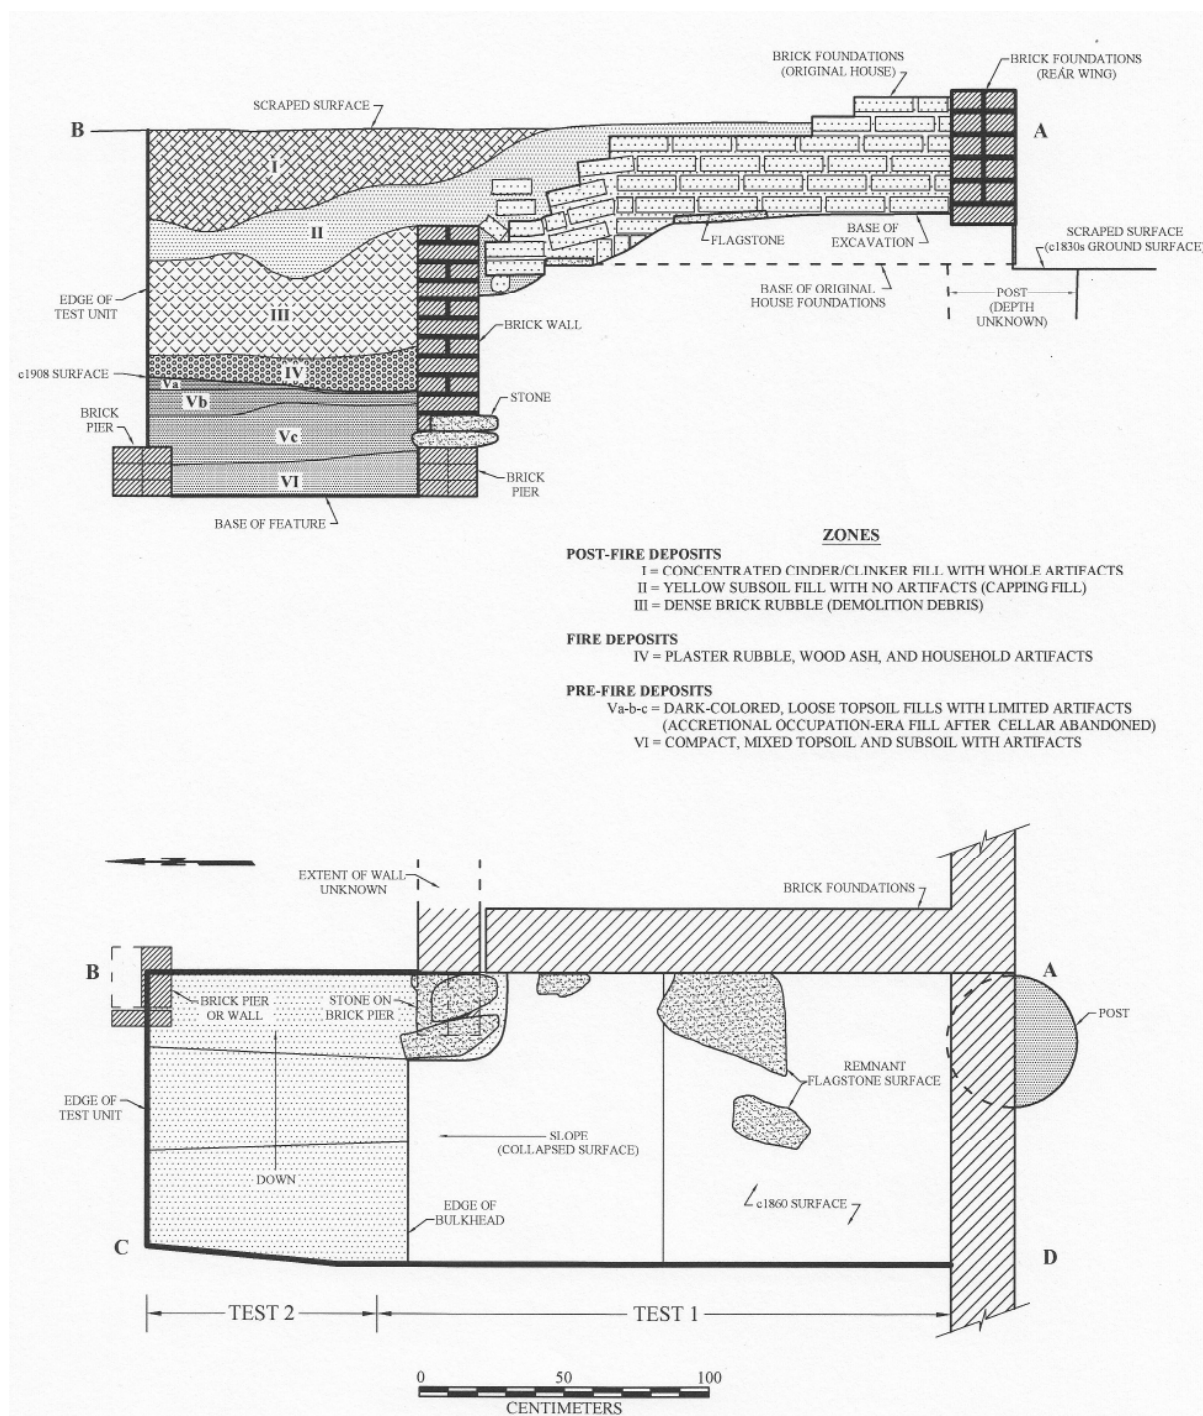 BRICK FOUNDATIONS
(ORIGINAL HOUSE)
BRICK FOUNDATIONS
(REAR WING)
SCRAPED SURFACE
B
A
I
II
FLAGSTONE
BASE OF
EXCAVATION
SCRAPED SURFACE
(c1830s GROUND SURFACE)
EDGE OF
TEST UNIT
BASE OF ORIGINAL
HOUSE FOUNDATIONS
POST
(DEPTH
UNKNOWN)
III
BRICK WALL
c1908 SURFACE
IV
Va
Vb
STONE
BRICK
PIER
Vc
VI
BRICK
PIER
BASE OF FEATURE
ZONES
POST-FIRE DEPOSITS
I = CONCENTRATED CINDER/CLINKER FILL WITH WHOLE ARTIFACTS
II = YELLOW SUBSOIL FILL WITH NO ARTIFACTS (CAPPING FILL)
III = DENSE BRICK RUBBLE (DEMOLITION DEBRIS)
FIRE DEPOSITS
IV = PLASTER RUBBLE, WOOD ASH, AND HOUSEHOLD ARTIFACTS
PRE-FIRE DEPOSITS
Va-b-c = DARK-COLORED, LOOSE TOPSOIL FILLS WITH LIMITED ARTIFACTS
(ACCRETIONAL OCCUPATION-ERA FILL AFTER CELLAR ABANDONED)
VI = COMPACT, MIXED TOPSOIL AND SUBSOIL WITH ARTIFACTS
N
EXTENT OF WALL
UNKNOWN
BRICK FOUNDATIONS
B
A
BRICK PIER
OR WALL
STONE ON
BRICK PIER
POST
REMNANT
FLAGSTONE SURFACE
EDGE OF
TEST UNIT
SLOPE
(COLLAPSED SURFACE)
DOWN
c1860 SURFACE
EDGE OF
BULKHEAD
C
D
TEST 2
TEST 1
0
50
100
CENTIMETERS